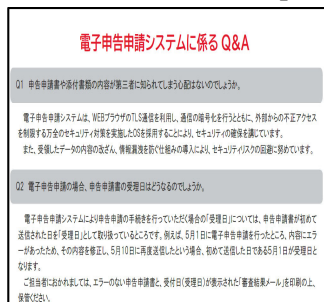 電子申告申請システムに係る Q&A
Q1 申告申請書や添付書類の内容が第三者に知られてしまう心配はないのでしょうか。
電子申告申請システムは、WEBブラウザのTLS通信を利用し、通信の暗号化を行うとともに、外部からの不正アクセス
を制限する万全のセキュリティ対策を実施したOSを採用することにより、セキュリティの確保を講じています。
また、受領したデータの内容の改ざん、情報漏洩を防ぐ仕組みの導入により、セキュリティリスクの回避に努めています。
Q2 電子申告申請の場合、申告申請書の受理日はどうなるのでしょうか。
電子申告申請システムにより申告申請の手続きを行っていただく場合の「受理日」については、申告申請書が初めて
送信された日を「受理日」として取り扱っているところです。例えば、5月1日に電子申告申請を行ったところ、内容にエラ
ーがあったため、その内容を修正し、5月10日に再度送信したという場合、初めて送信した日である5月1日が受理日と
なります。
ご担当者におかれましては、エラーのない申告申請書と、受付日(受理日)が表示された「審査結果メール」を印刷の上、
保管ください。